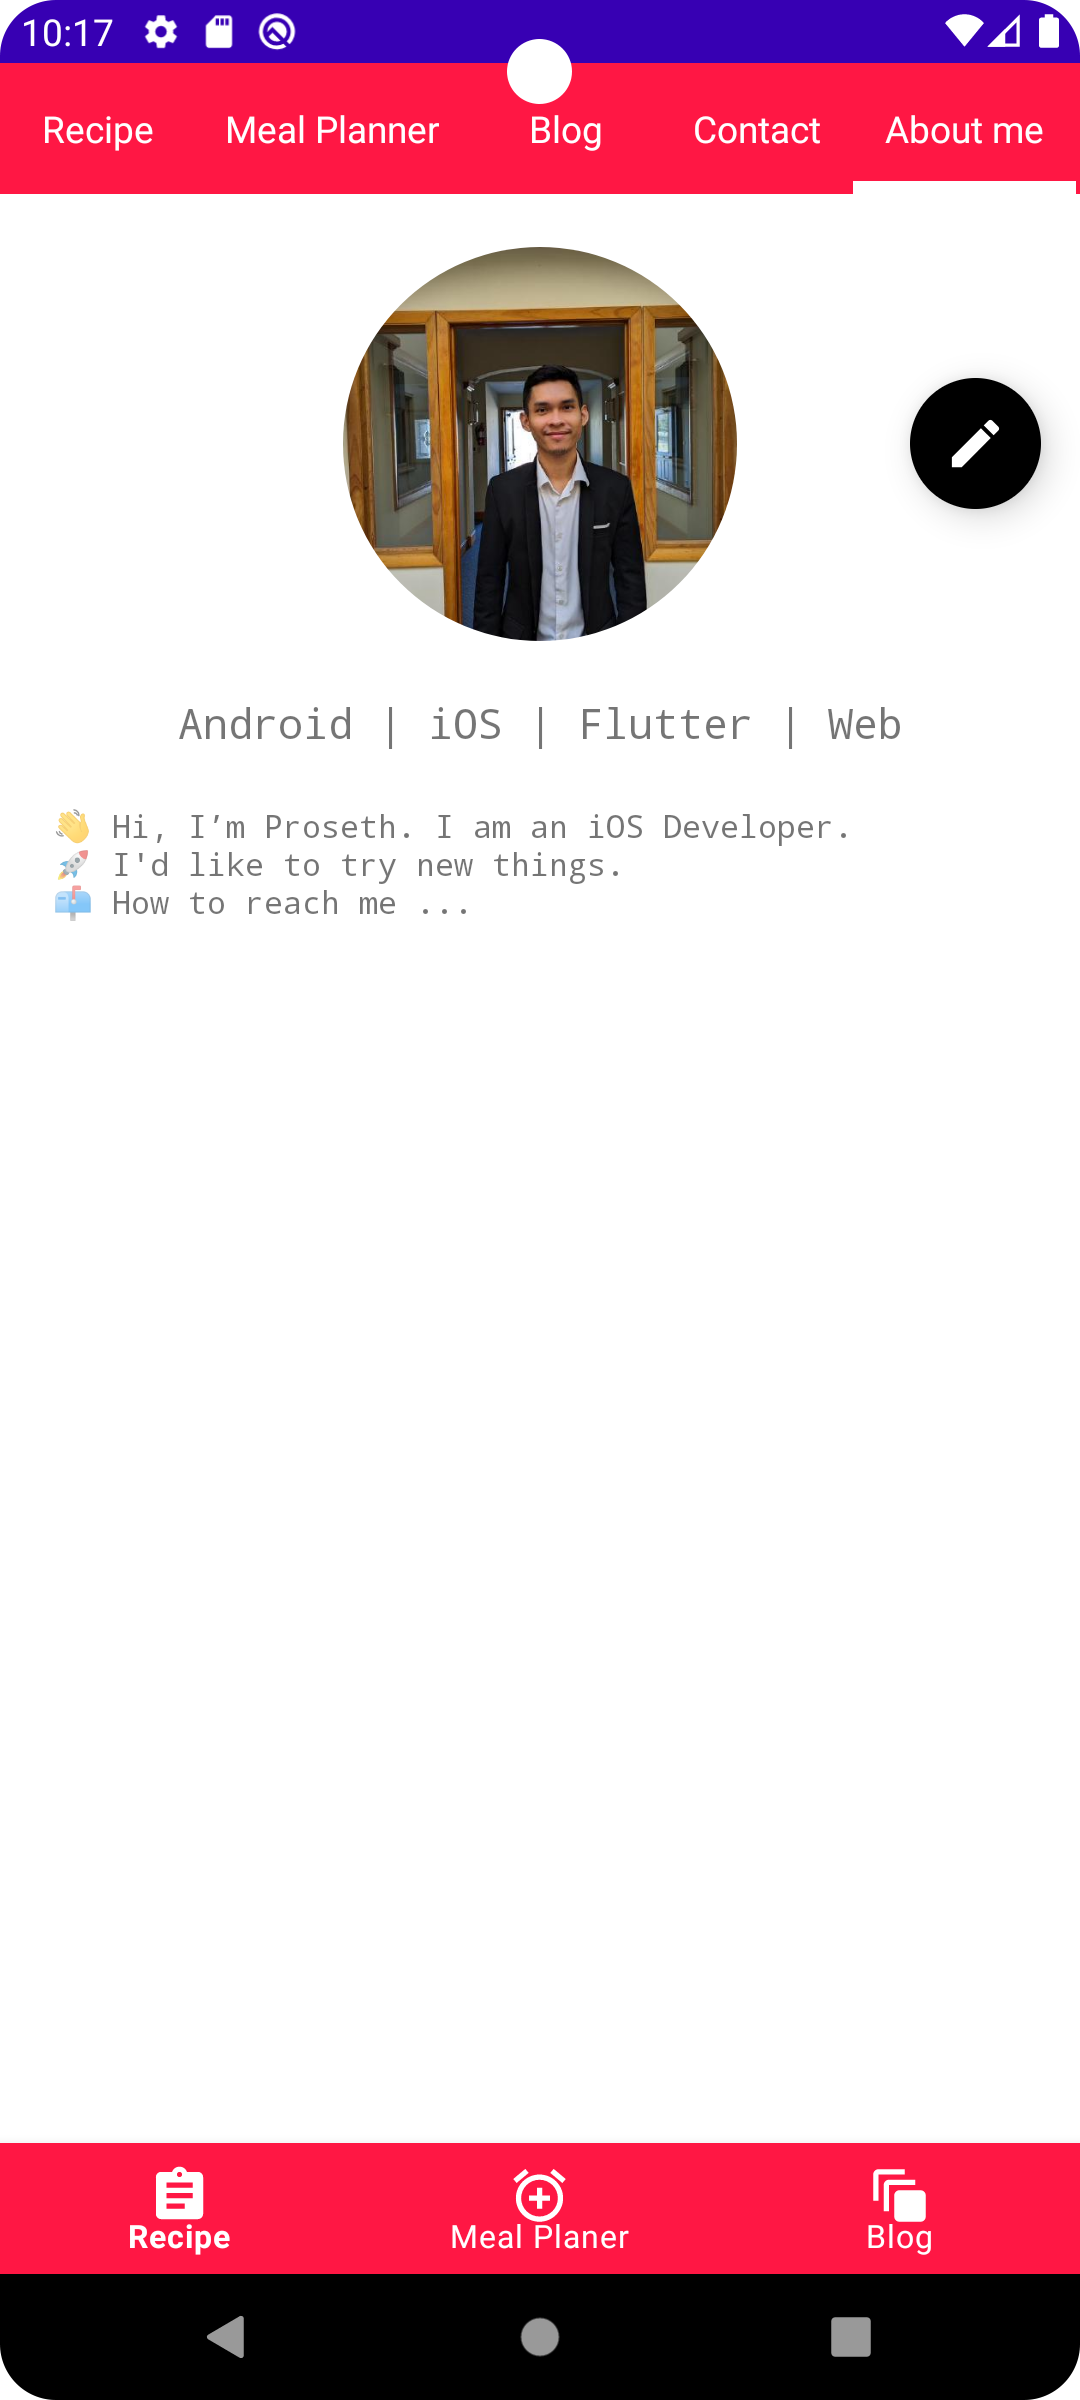 10:17
Recipe Meal Planner Blog Contact About me
Android | iOS | Flutter | Web
👋 Hi, I’m Proseth. I am an iOS Developer.
🚀 I'd like to try new things.
📫 How to reach me ...
Recipe Meal Planer Blog